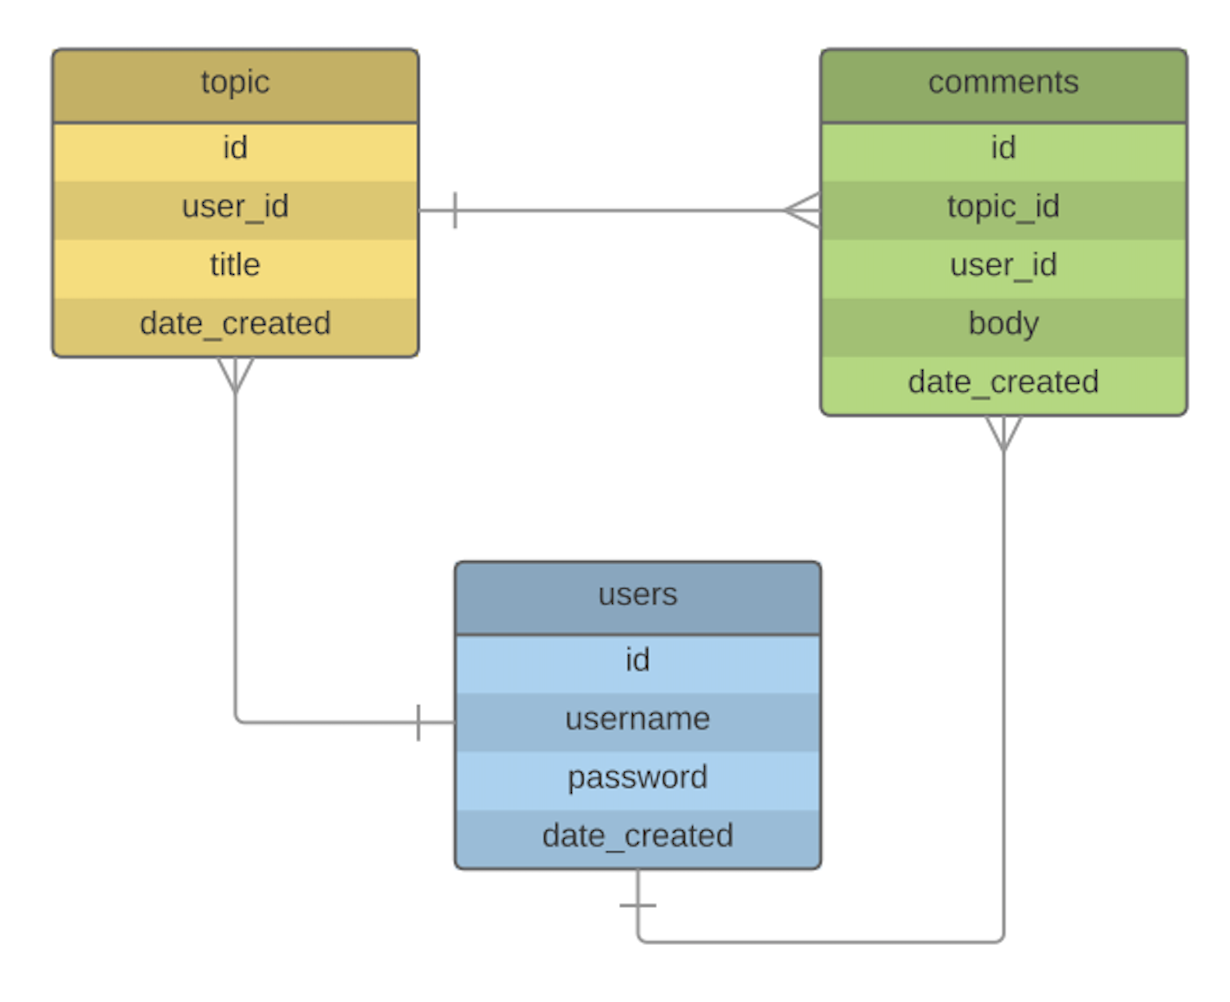 topic
id
user_id
title
date_created
comments
id
topic_id
user_id
body
date_created
users
id
username
password
date_created